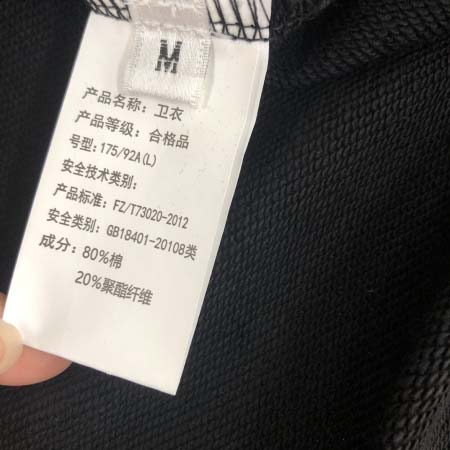 M
产品名称：卫衣
产品等级：合格品
号型：175/92A(L)
安全技术类别：
产品标准：FZ/T73020-2012
安全类别：GB18401-20108类
成分：80%棉
20%聚酯纤维